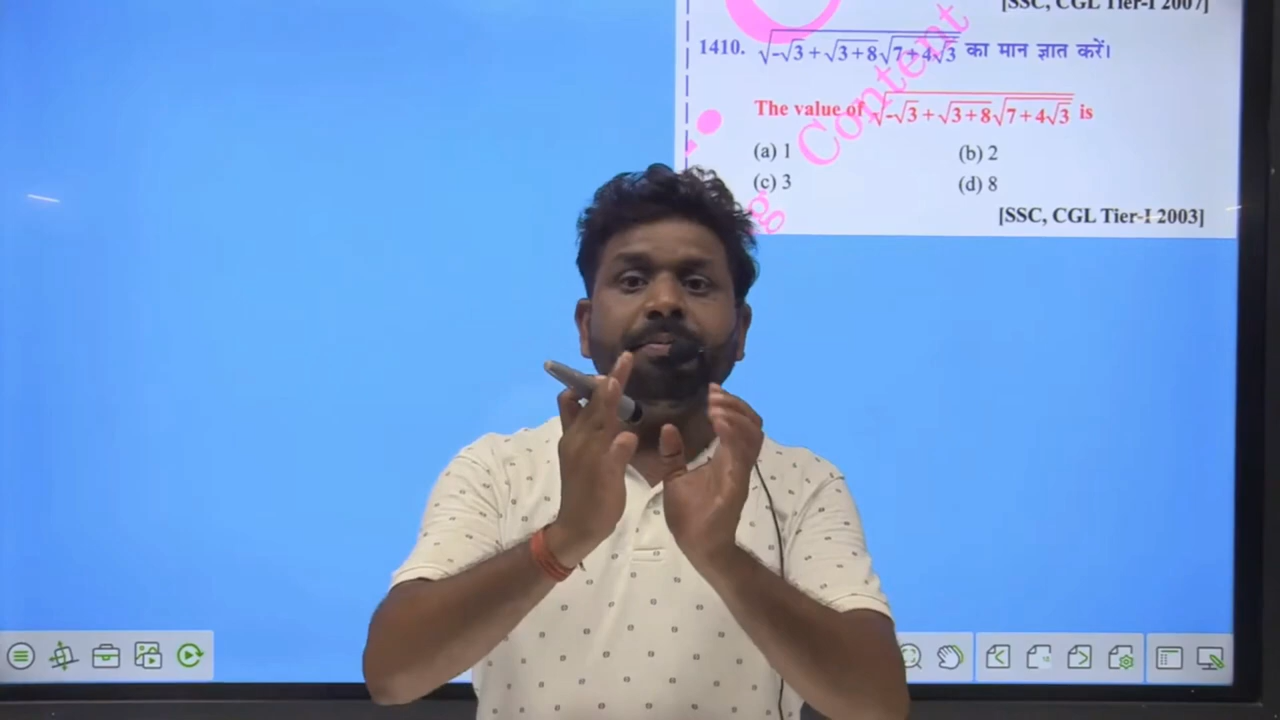 [SSC, CGL Tier-I 2007]
1410. √-√3+√3+8√7+4√3 का मान ज्ञात करें।
The value of √-√3+√3+8√7+4√3 is
(a) 1 (b) 2
(c) 3 (d) 8
[SSC, CGL Tier-I 2003]
Content